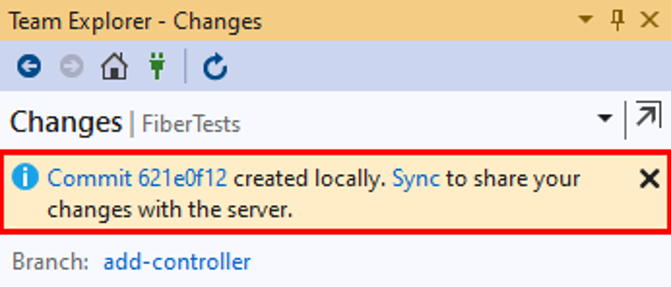 Team Explorer - Changes
Changes | FiberTests
Commit 621e0f12 created locally. Sync to share your
changes with the server.
Branch: add-controller